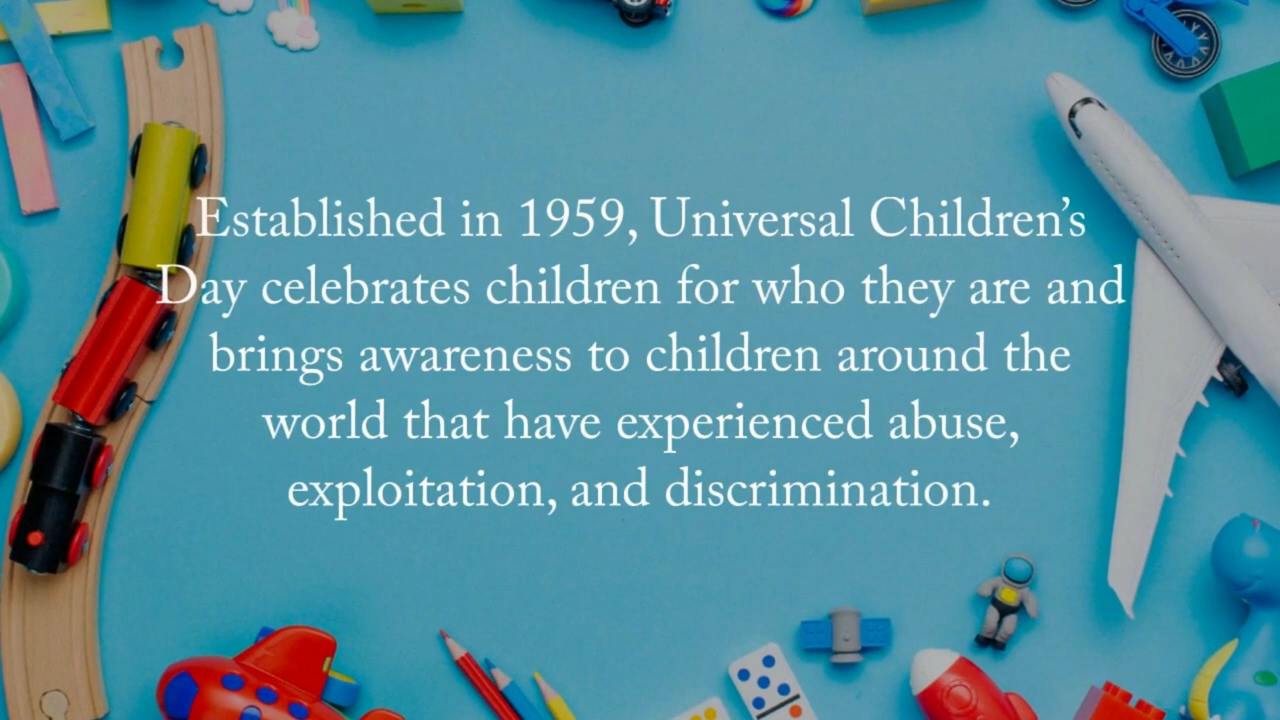 Established in 1959, Universal Children’s
Day celebrates children for who they are and
brings awareness to children around the
world that have experienced abuse,
exploitation, and discrimination.